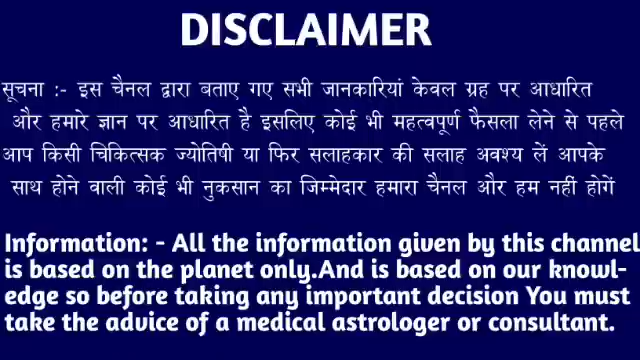 DISCLAIMER
सूचना :- इस चैनल द्वारा बताए गए सभी जानकारियां केवल ग्रह पर आधारित
और हमारे ज्ञान पर आधारित है इसलिए कोई भी महत्वपूर्ण फैसला लेने से पहले
आप किसी चिकित्सक ज्योतिषी या फिर सलाहकार की सलाह अवश्य लें आपके
साथ होने वाली कोई भी नुकसान का जिम्मेदार हमारा चैनल और हम नहीं होगें
Information: - All the information given by this channel
is based on the planet only.And is based on our knowl-
edge so before taking any important decision You must
take the advice of a medical astrologer or consultant.